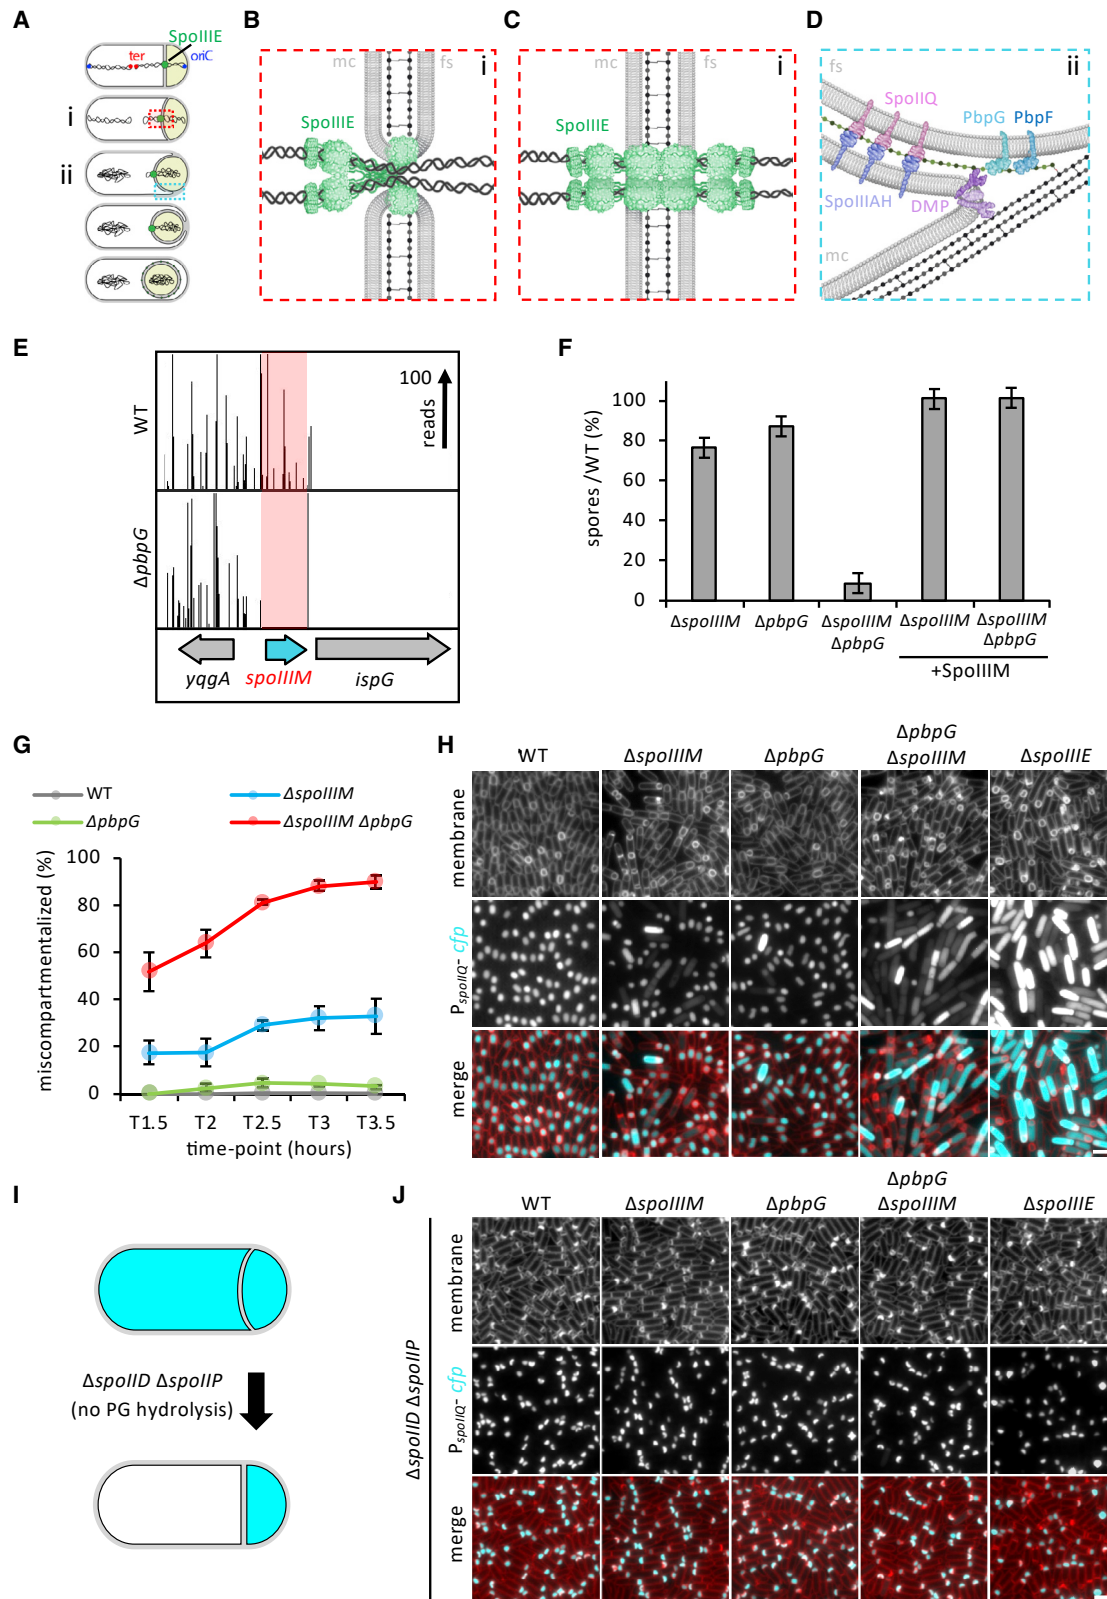 A
SpoIIIE
ter
oriC
i
ii
B
mc
fs
i
SpoIIIE
C
mc
fs
i
SpoIIIE
D
ii
fs
SpoIIQ
PbpG
PbpF
SpoIIIAH
DMP
mc
E
WT
ΔpbpG
100
reads
yqgA
spoIIIM
ispG
F
spores /WT (%)
100
80
60
40
20
0
ΔspoIIIM
ΔpbpG
ΔspoIIIM
ΔpbpG
ΔspoIIIM
ΔspoIIIM
ΔpbpG
+SpoIIIM
G
WT
ΔspoIIIM
ΔpbpG
ΔspoIIIM ΔpbpG
miscompartmentalized (%)
100
80
60
40
20
0
T1.5
T2
T2.5
T3
T3.5
time-point (hours)
H
WT
ΔspoIIIM
ΔpbpG
ΔpbpG
ΔspoIIIM
ΔspoIIIE
membrane
PspoIIQ- cfp
merge
I
ΔspoIID ΔspoIIP
(no PG hydrolysis)
J
WT
ΔspoIIIM
ΔpbpG
ΔpbpG
ΔspoIIIM
ΔspoIIIE
ΔspoIID ΔspoIIP
membrane
PspoIIQ- cfp
merge